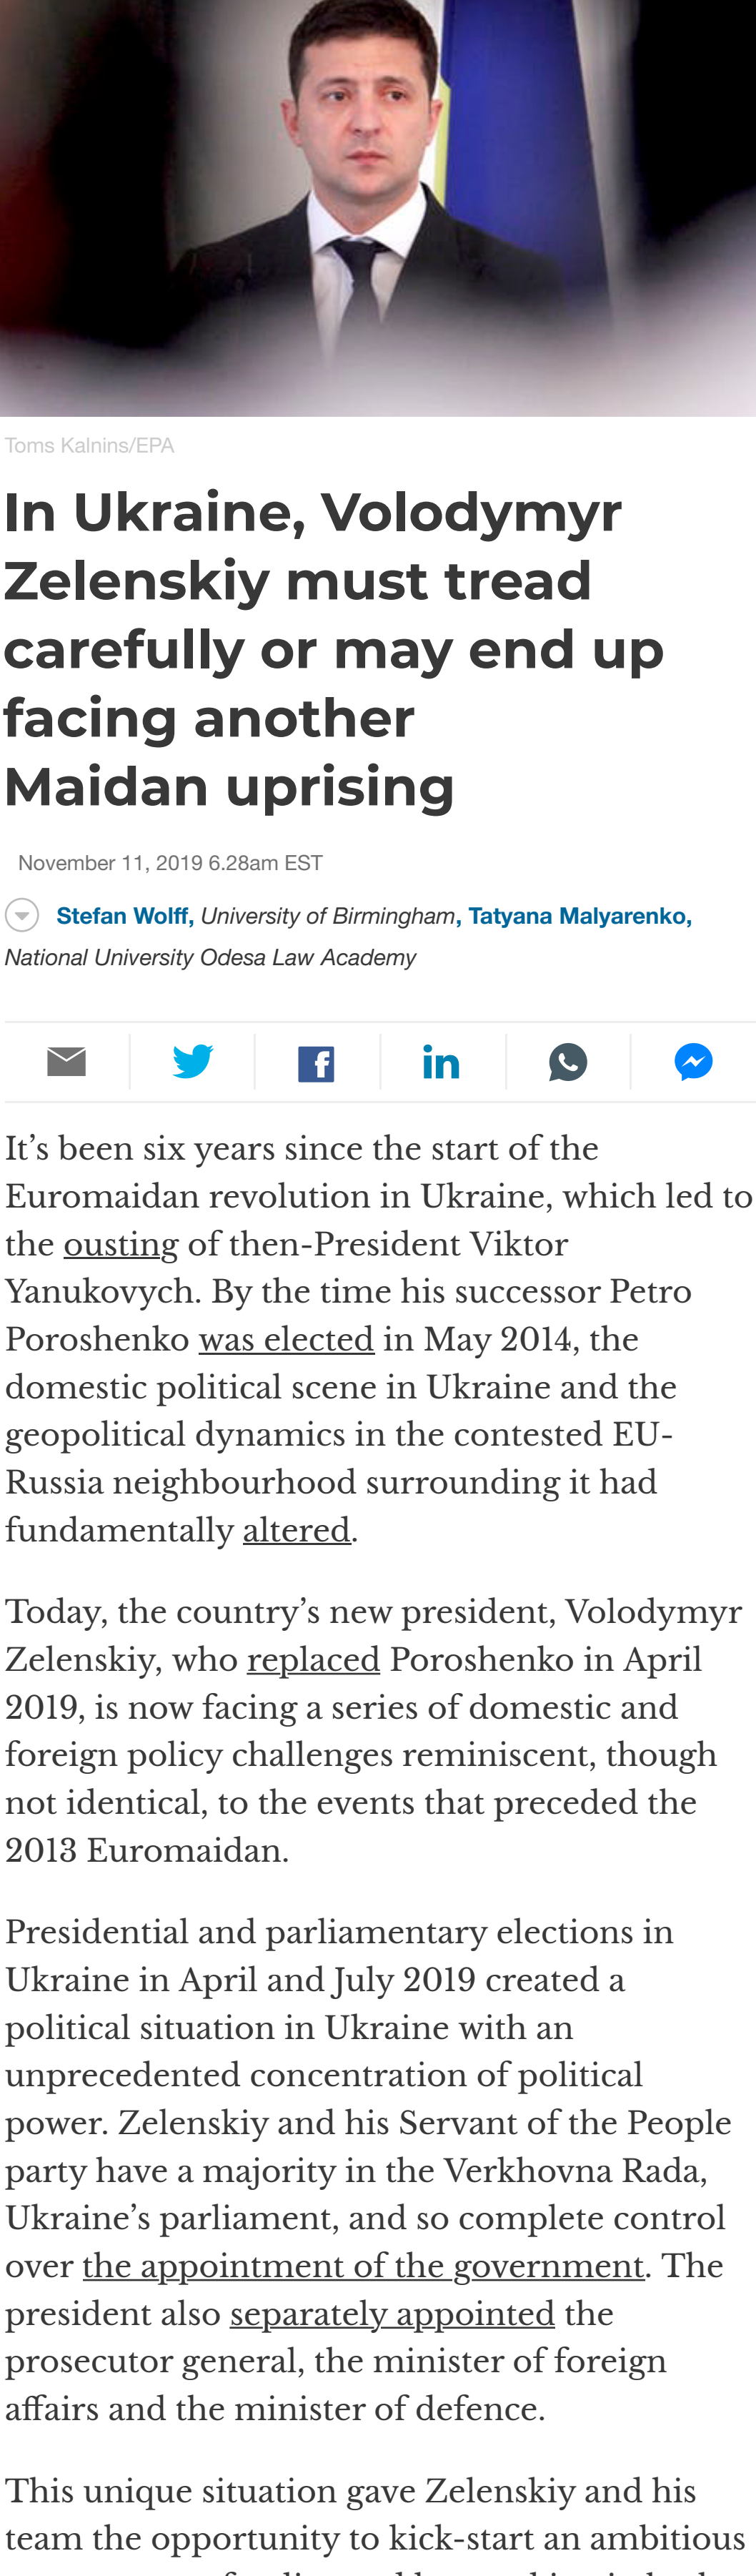 Toms Kalnins/EPA
In Ukraine, Volodymyr
Zelenskiy must tread
carefully or may end up
facing another
Maidan uprising
November 11, 2019 6.28am EST
Stefan Wolff, University of Birmingham, Tatyana Malyarenko,
National University Odesa Law Academy
It’s been six years since the start of the
Euromaidan revolution in Ukraine, which led to
the ousting of then-President Viktor
Yanukovych. By the time his successor Petro
Poroshenko was elected in May 2014, the
domestic political scene in Ukraine and the
geopolitical dynamics in the contested EU-
Russia neighbourhood surrounding it had
fundamentally altered.
Today, the country’s new president, Volodymyr
Zelenskiy, who replaced Poroshenko in April
2019, is now facing a series of domestic and
foreign policy challenges reminiscent, though
not identical, to the events that preceded the
2013 Euromaidan.
Presidential and parliamentary elections in
Ukraine in April and July 2019 created a
political situation in Ukraine with an
unprecedented concentration of political
power. Zelenskiy and his Servant of the People
party have a majority in the Verkhovna Rada,
Ukraine’s parliament, and so complete control
over the appointment of the government. The
president also separately appointed the
prosecutor general, the minister of foreign
affairs and the minister of defence.
This unique situation gave Zelenskiy and his
team the opportunity to kick-start an ambitious